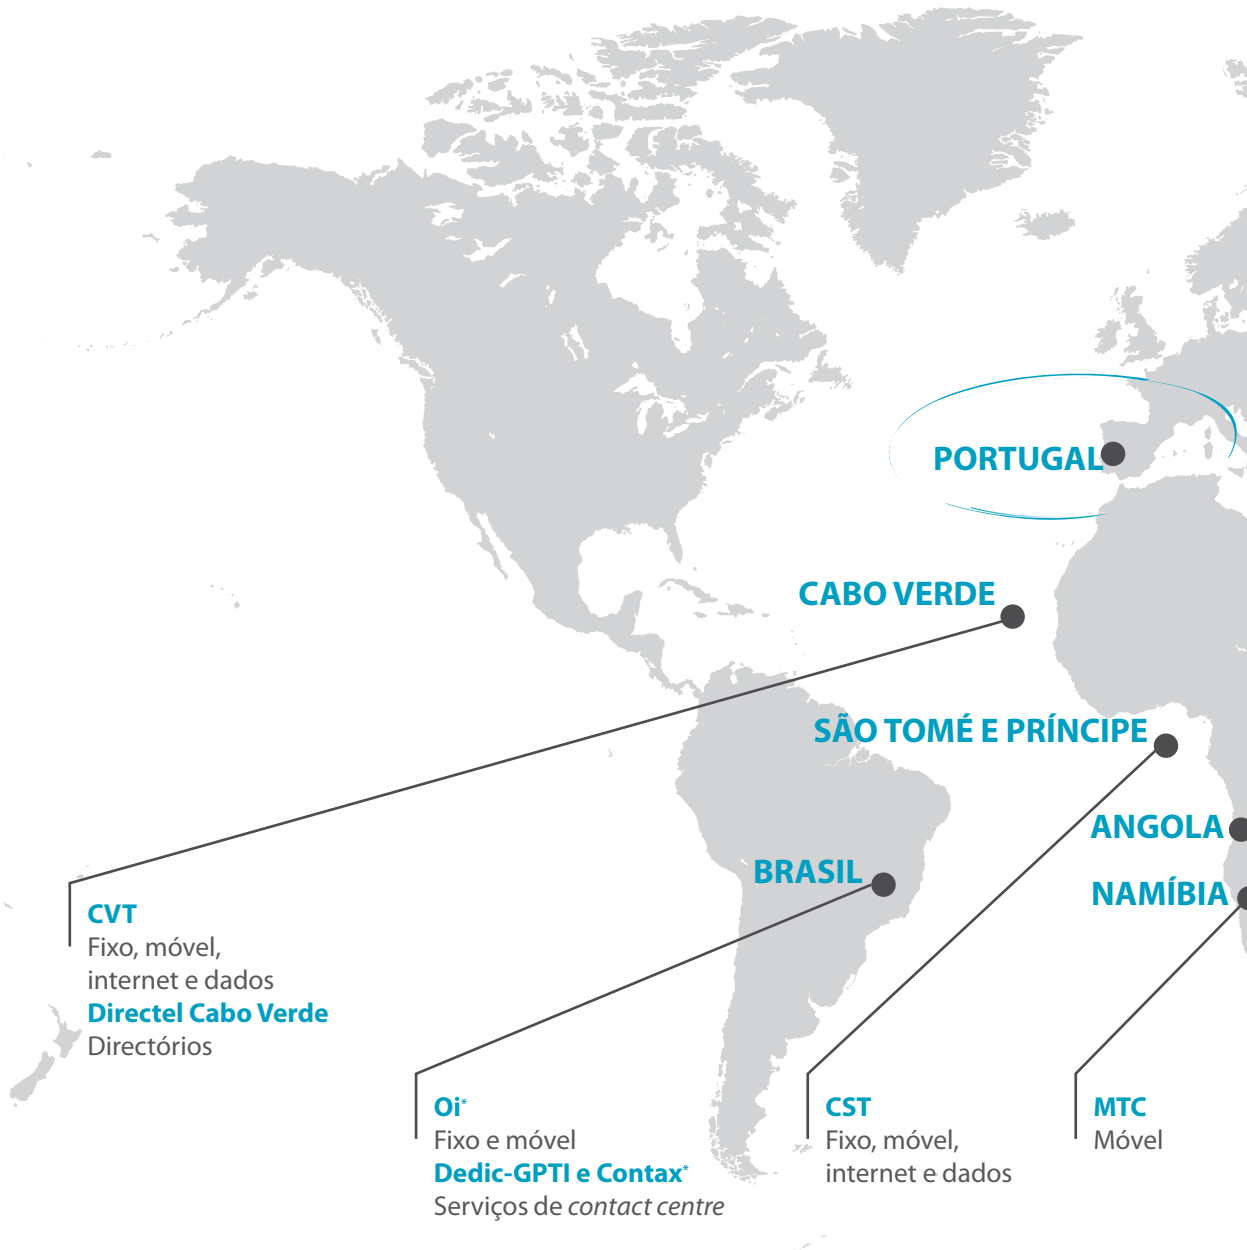 PORTUGAL
CABO VERDE
SÃO TOMÉ E PRÍNCIPE
ANGOLA
BRASIL
NAMÍBIA
CVT
Fixo, móvel,
internet e dados
Directel Cabo Verde
Directórios
Oi*
Fixo e móvel
Dedic-GPTI e Contax*
Serviços de contact centre
CST
Fixo, móvel,
internet e dados
MTC
Móvel